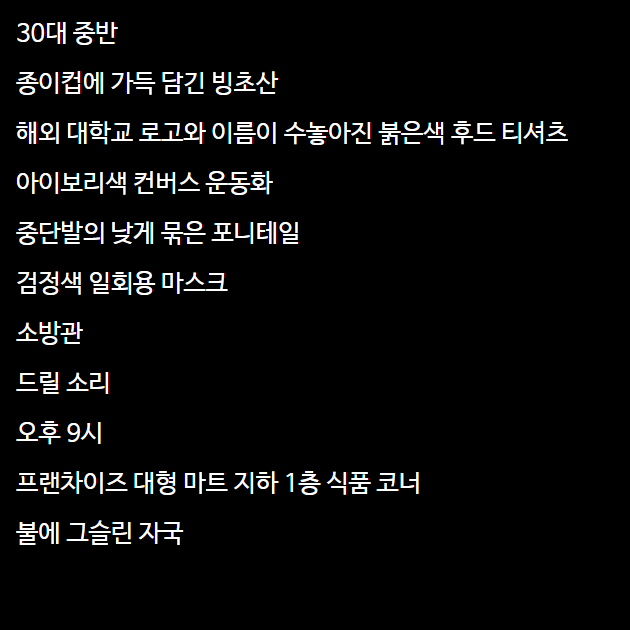 30대 중반
종이컵에 가득 담긴 빙초산
해외 대학교 로고와 이름이 수놓아진 붉은색 후드 티셔츠
아이보리색 컨버스 운동화
중단발의 낮게 묶은 포니테일
검정색 일회용 마스크
소방관
드릴 소리
오후 9시
프랜차이즈 대형 마트 지하 1층 식품 코너
불에 그슬린 자국